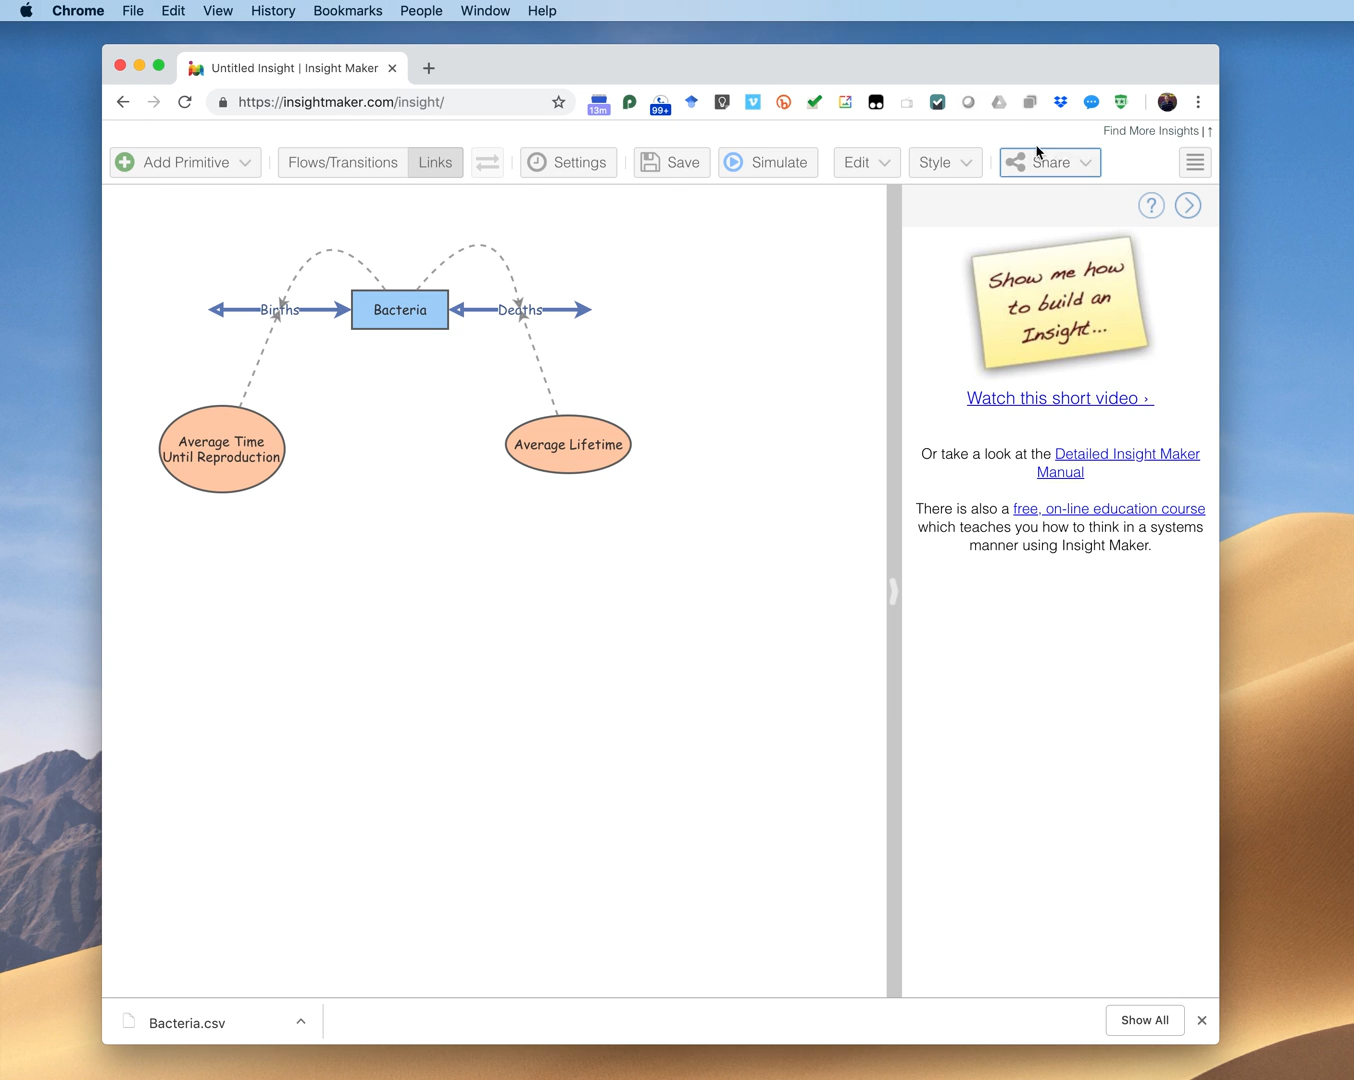 Chrome File Edit View History Bookmarks People Window Help
Untitled Insight | Insight Maker
https://insightmaker.com/insight/
13m
99+
Find More Insights | ↑
Add Primitive
Flows/Transitions
Links
Settings
Save
Simulate
Edit
Style
Share
Births
Bacteria
Deaths
Average Time
Until Reproduction
Average Lifetime
?
Show me how
to build an
Insight...
Watch this short video ›
Or take a look at the Detailed Insight Maker
Manual
There is also a free, on-line education course
which teaches you how to think in a systems
manner using Insight Maker.
Bacteria.csv
Show All